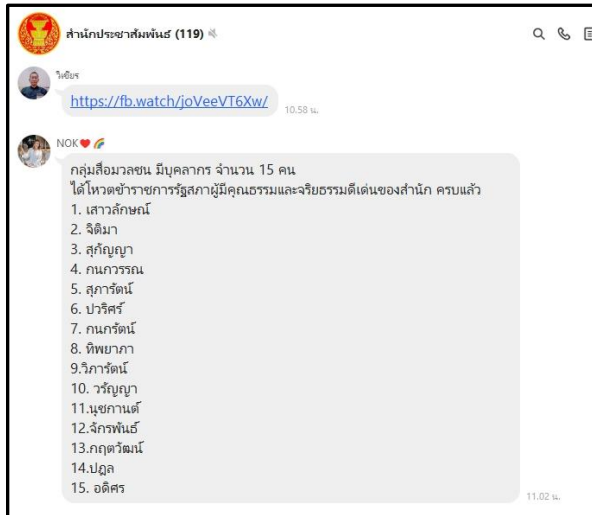 สำนักประชาสัมพันธ์ (119)
วิเชียร
https://fb.watch/joVeeVT6Xw/
10.58 น.
NOK❤️🌈
กลุ่มสื่อมวลชน มีบุคลากร จำนวน 15 คน
ได้โหวตข้าราชการรัฐสภาผู้มีคุณธรรมและจริยธรรมดีเด่นของสำนัก ครบแล้ว
1. เสาวลักษณ์
2. จิติมา
3. สุกัญญา
4. กนกวรรณ
5. สุภารัตน์
6. ปวริศร์
7. กนกรัตน์
8. ทิพยาภา
9.วิภารัตน์
10. วรัญญา
11.นุชกานต์
12.จักรพันธ์
13.กฤตวัฒน์
14.ปฏล
15. อดิศร
11.02 น.